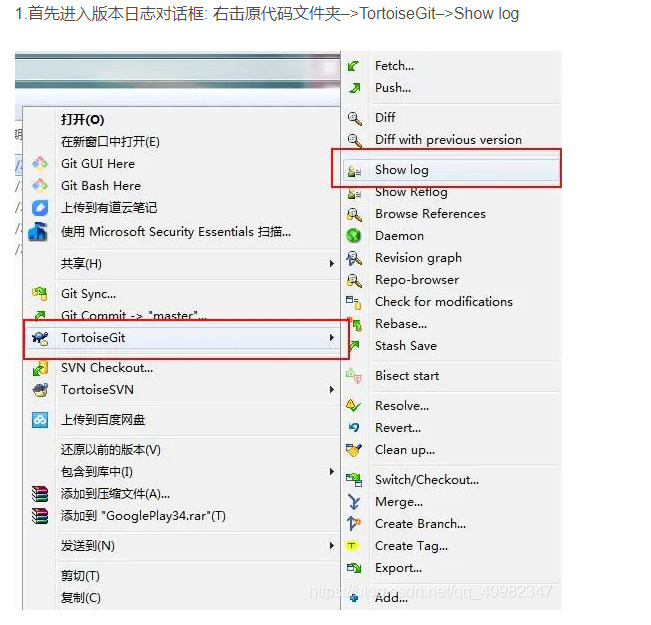 1.首先进入版本日志对话框: 右击原代码文件夹–>TortoiseGit–>Show log
打开(O)
在新窗口中打开(E)
Git GUI Here
Git Bash Here
上传到有道云笔记
使用 Microsoft Security Essentials 扫描...
共享(H)
Git Sync...
Git Commit -> "master"...
TortoiseGit
SVN Checkout...
TortoiseSVN
上传到百度网盘
还原以前的版本(V)
包含到库中(I)
添加到压缩文件(A)...
添加到 "GooglePlay34.rar"(T)
发送到(N)
剪切(T)
复制(C)
Fetch...
Push...
Diff
Diff with previous version
Show log
Show Reflog
Browse References
Daemon
Revision graph
Repo-browser
Check for modifications
Rebase...
Stash Save
Bisect start
Resolve...
Revert...
Clean up...
Switch/Checkout...
Merge...
Create Branch...
Create Tag...
Export...
Add...
https://blog.csdn.net/qq_40982347